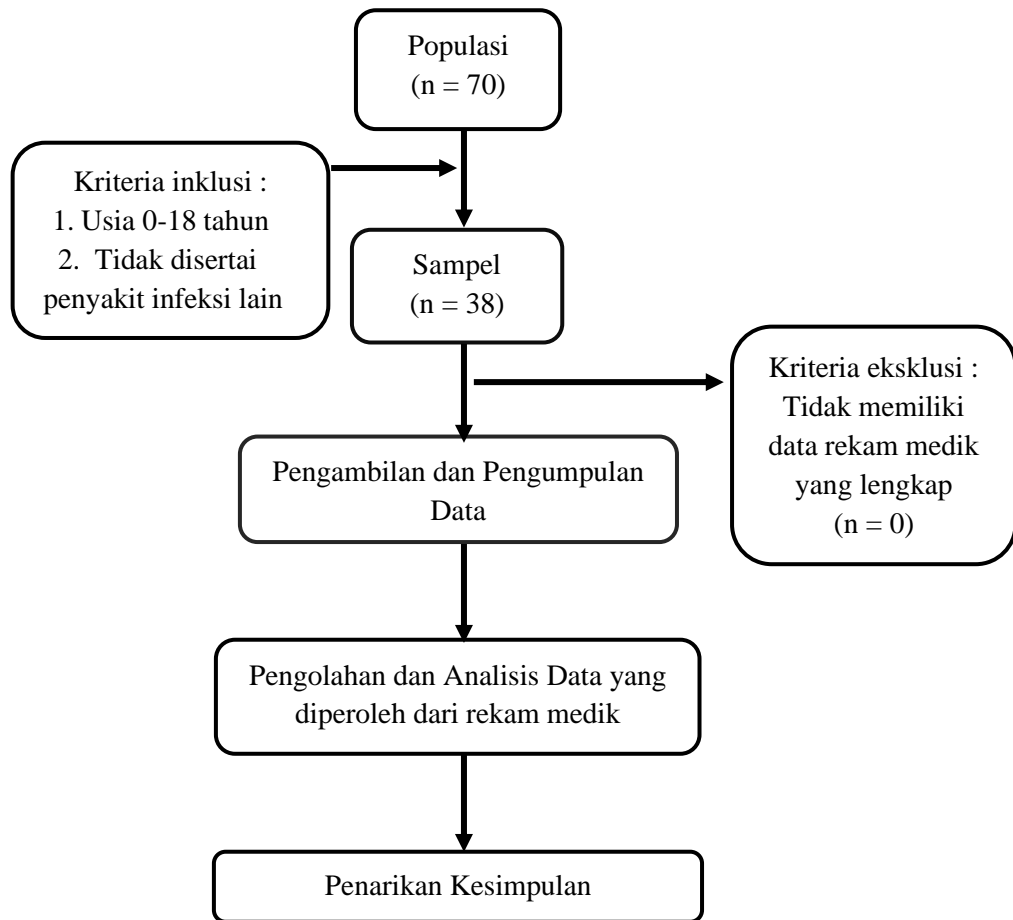 Populasi
(n = 70)
Kriteria inklusi :
1. Usia 0-18 tahun
2. Tidak disertai
penyakit infeksi lain
Sampel
(n = 38)
Kriteria eksklusi :
Tidak memiliki
data rekam medik
yang lengkap
(n = 0)
Pengambilan dan Pengumpulan
Data
Pengolahan dan Analisis Data yang
diperoleh dari rekam medik
Penarikan Kesimpulan